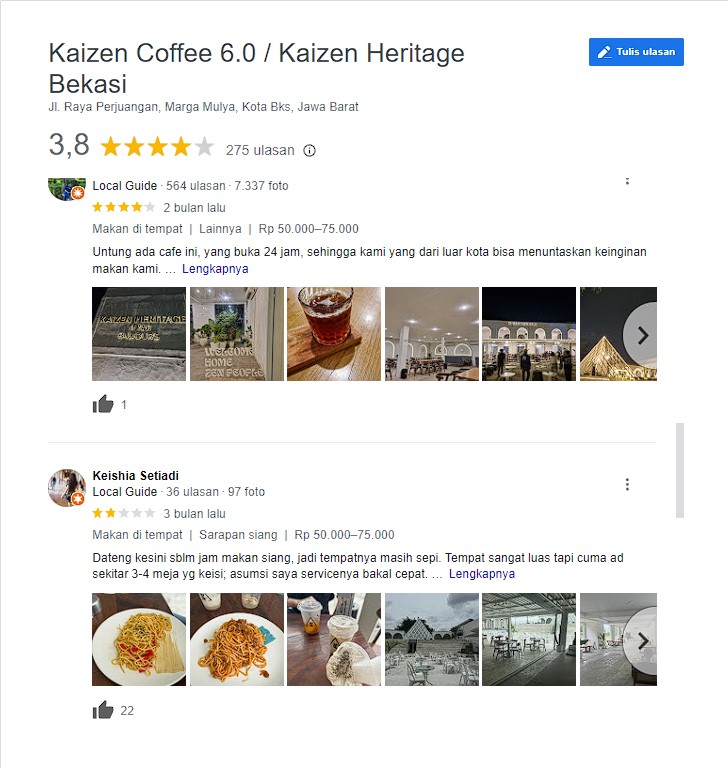 Kaizen Coffee 6.0 / Kaizen Heritage
Bekasi
Tulis ulasan
Jl. Raya Perjuangan, Marga Mulya, Kota Bks, Jawa Barat
3,8 275 ulasan
Local Guide · 564 ulasan · 7.337 foto
2 bulan lalu
Makan di tempat | Lainnya | Rp 50.000–75.000
Untung ada cafe ini, yang buka 24 jam, sehingga kami yang dari luar kota bisa menuntaskan keinginan
makan kami. … Lengkapnya
KAIZEN HERITAGE
WELCOME
HOME
ZEN PEOPLE
1
Keishia Setiadi
Local Guide · 36 ulasan · 97 foto
3 bulan lalu
Makan di tempat | Sarapan siang | Rp 50.000–75.000
Dateng kesini sblm jam makan siang, jadi tempatnya masih sepi. Tempat sangat luas tapi cuma ad
sekitar 3-4 meja yg keisi; asumsi saya servicenya bakal cepat. … Lengkapnya
22